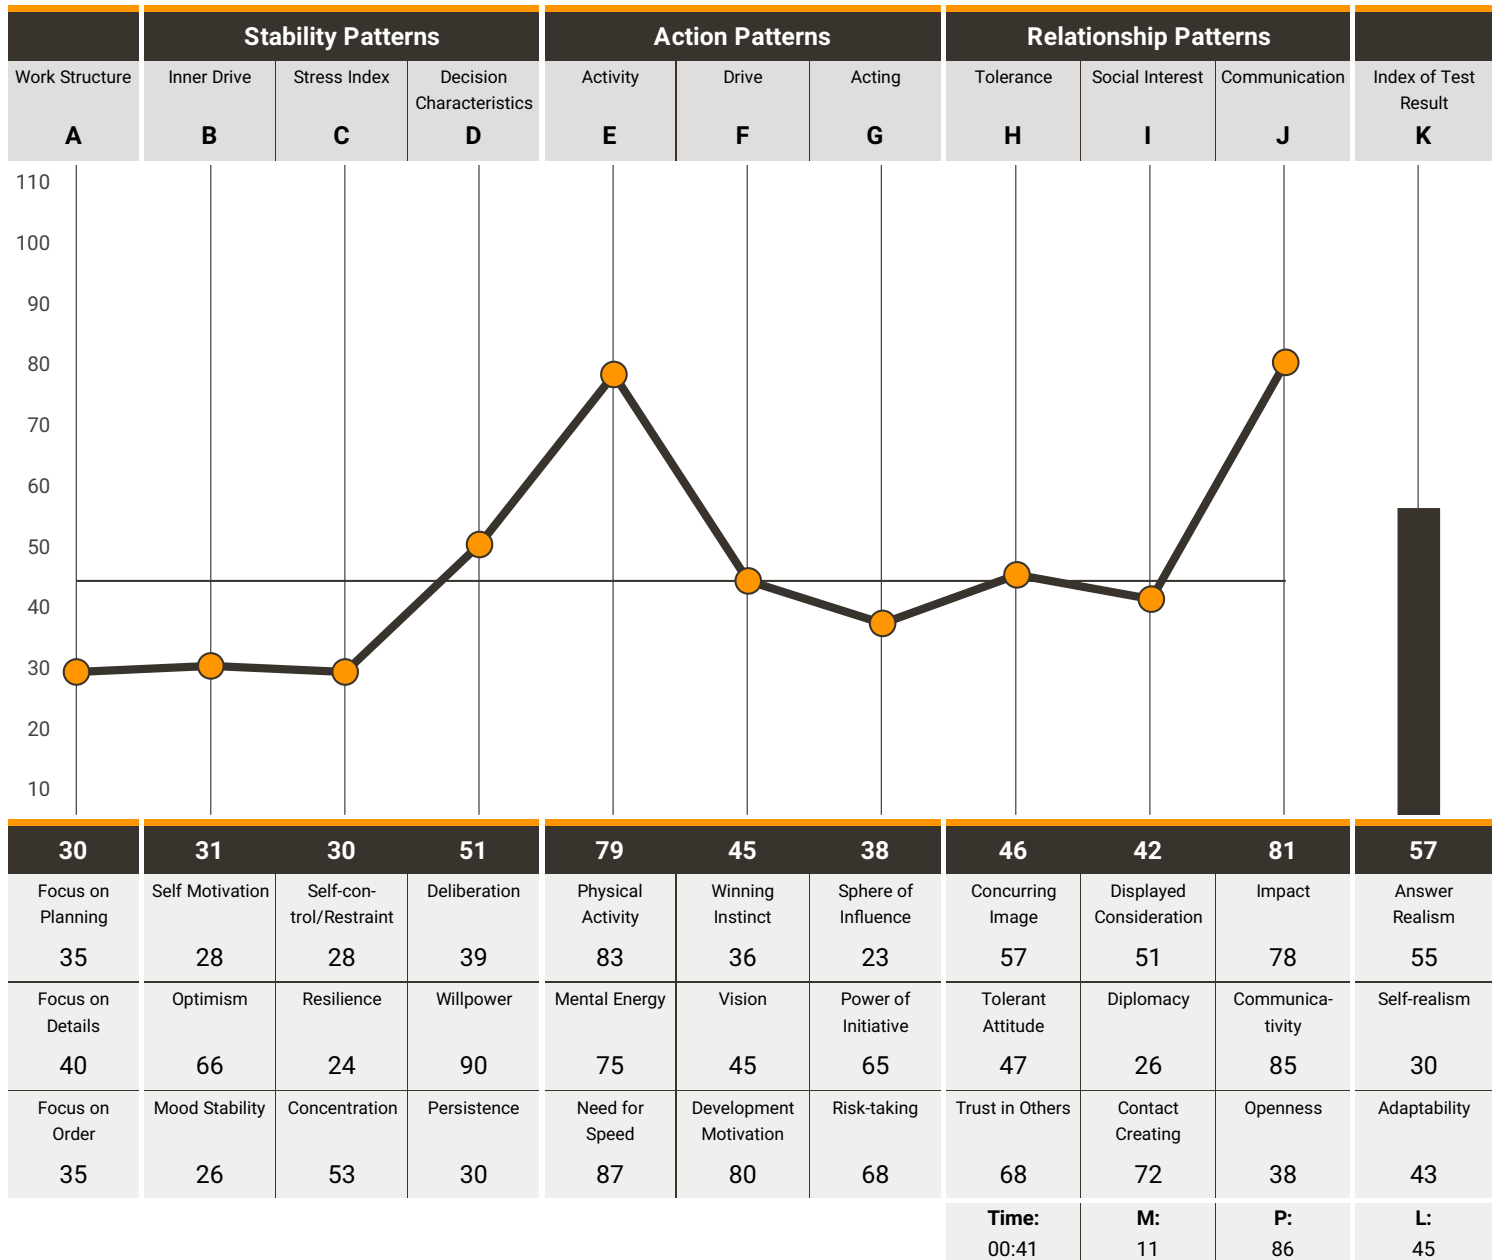 Stability Patterns Action Patterns Relationship Patterns
Work Structure Inner Drive Stress Index Decision Activity Drive Acting Tolerance Social Interest Communication Index of Test
Characteristics Result
A B C D E F G H I J K
110
100
90
80
70
60
50
40
30
20
10
30 31 30 51 79 45 38 46 42 81 57
Focus on Self Motivation Self-con- Deliberation Physical Winning Sphere of Concurring Displayed Impact Answer
Planning trol/Restraint Activity Instinct Influence Image Consideration Realism
35 28 28 39 83 36 23 57 51 78 55
Focus on Optimism Resilience Willpower Mental Energy Vision Power of Tolerant Diplomacy Communica- Self-realism
Details Initiative Attitude tivity
40 66 24 90 75 45 65 47 26 85 30
Focus on Mood Stability Concentration Persistence Need for Development Risk-taking Trust in Others Contact Openness Adaptability
Order Speed Motivation Creating
35 26 53 30 87 80 68 68 72 38 43
Time: M: P: L:
00:41 11 86 45